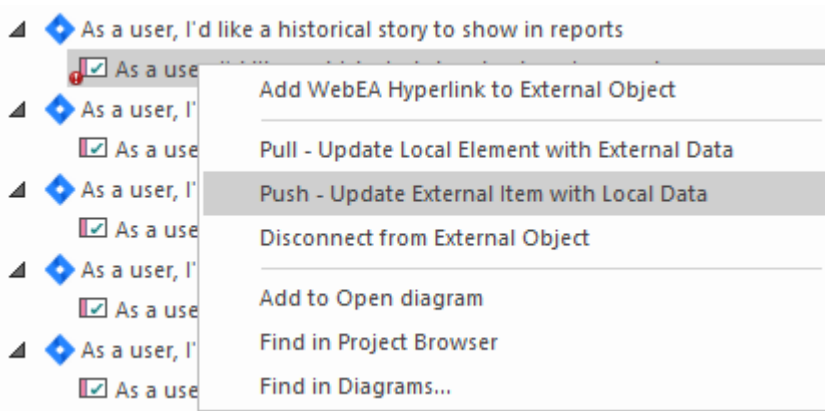 As a user, I'd like a historical story to show in reports
As a use
Add WebEA Hyperlink to External Object
As a user, I'
As a use
Pull - Update Local Element with External Data
As a user, I'
Push - Update External Item with Local Data
As a use
Disconnect from External Object
As a user, I'
As a use
Add to Open diagram
As a user, I'
Find in Project Browser
As a use
Find in Diagrams...